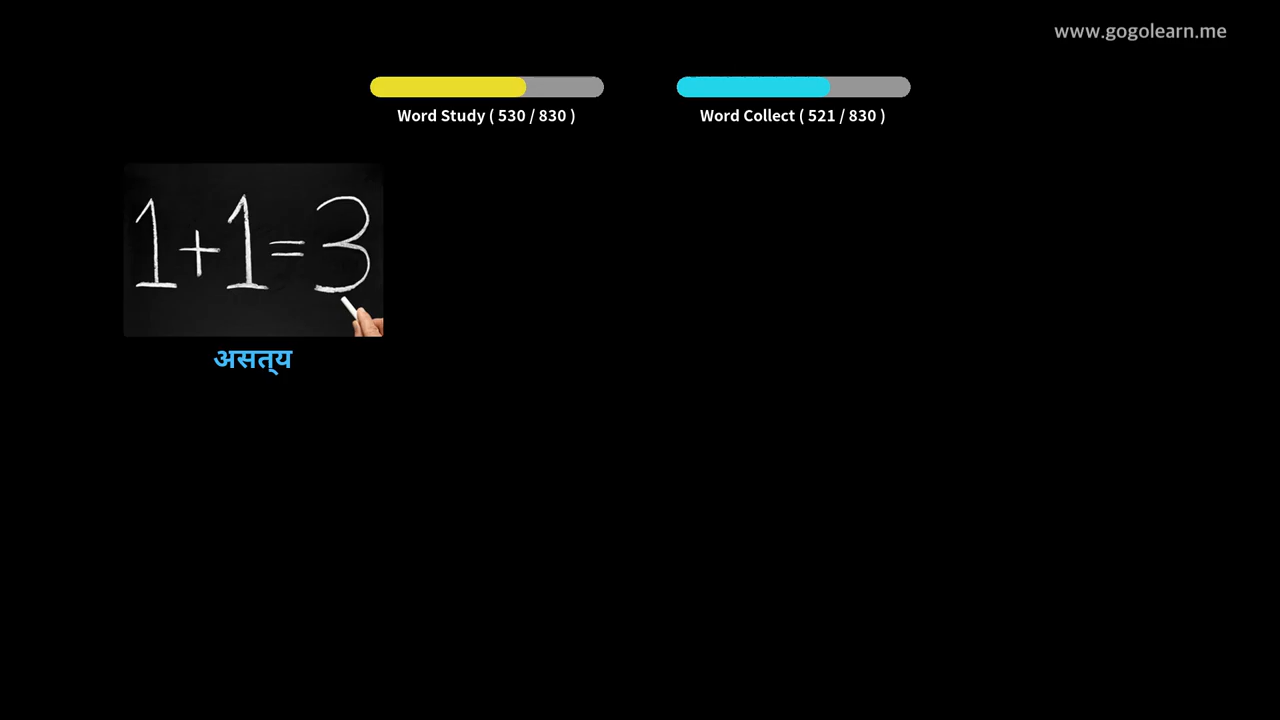 www.gogolearn.me
Word Study ( 530 / 830 )
Word Collect ( 521 / 830 )
1+1=3
असत्य